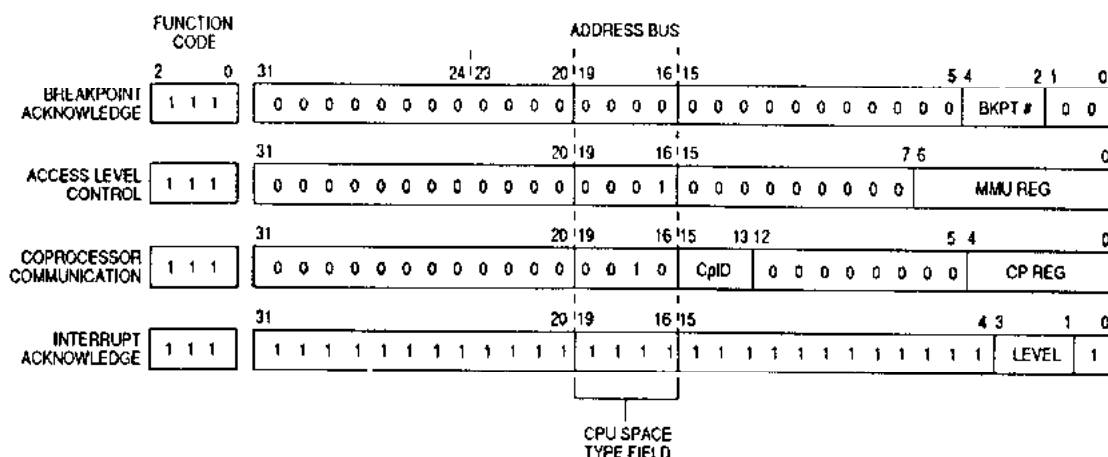 FUNCTION
CODE
ADDRESS BUS
2 0 31 24 23 20 19 16 15 5 4 2 1 0
BREAKPOINT
ACKNOWLEDGE
1 1 1 0 0 0 0 0 0 0 0 0 0 0 0 0 0 0 0 0 0 0 0 0 0 0 0 0 0 0 BKPT # 0 0
31 20 19 16 15 7 6 0
ACCESS LEVEL
CONTROL
1 1 1 0 0 0 0 0 0 0 0 0 0 0 0 0 0 0 1 0 0 0 0 0 0 0 0 0 MMU REG
31 20 19 16 15 13 12 5 4 0
COPROCESSOR
COMMUNICATION
1 1 1 0 0 0 0 0 0 0 0 0 0 0 0 0 0 1 0 CpID 0 0 0 0 0 0 0 0 CP REG
31 20 19 16 15 4 3 1 0
INTERRUPT
ACKNOWLEDGE
1 1 1 1 1 1 1 1 1 1 1 1 1 1 1 1 1 1 1 1 1 1 1 1 1 1 1 1 1 1 1 LEVEL 1
CPU SPACE
TYPE FIELD